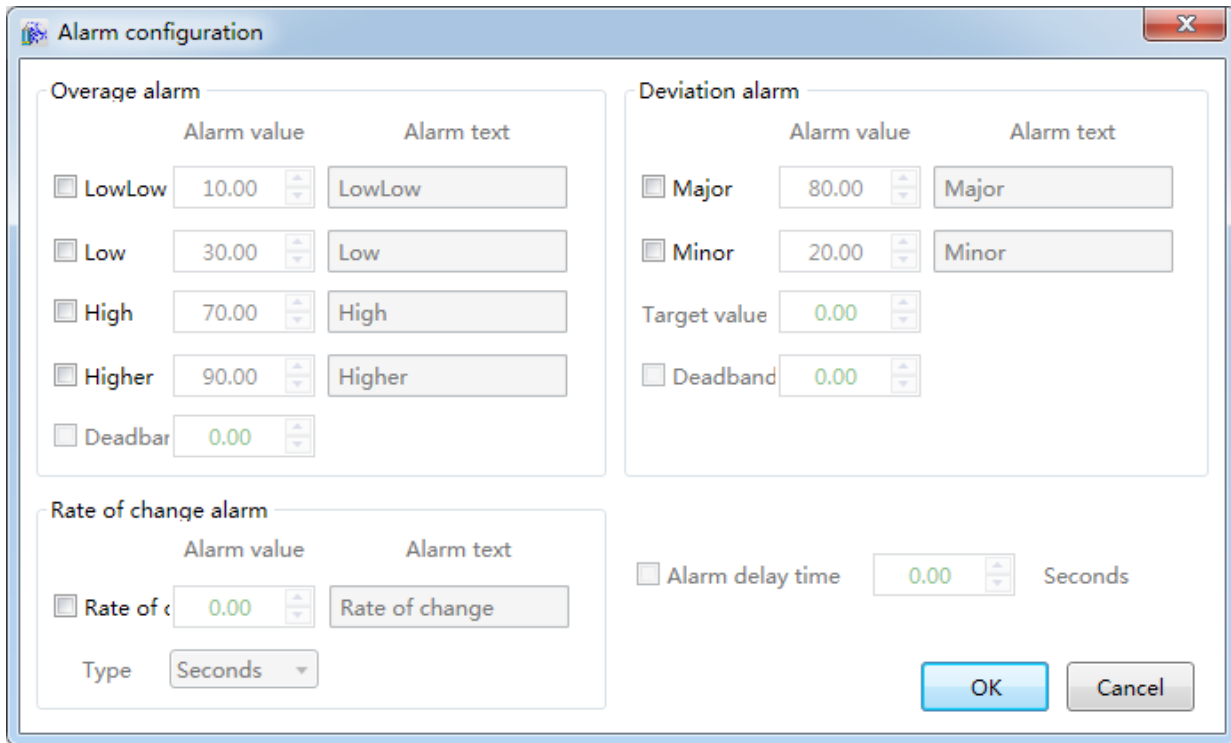 Alarm configuration
Overage alarm
Alarm value Alarm text
LowLow 10.00 LowLow
Low 30.00 Low
High 70.00 High
Higher 90.00 Higher
Deadbar 0.00
Deviation alarm
Alarm value Alarm text
Major 80.00 Major
Minor 20.00 Minor
Target value 0.00
Deadband 0.00
Rate of change alarm
Alarm value Alarm text
Rate of c 0.00 Rate of change
Type Seconds
Alarm delay time 0.00 Seconds
OK Cancel